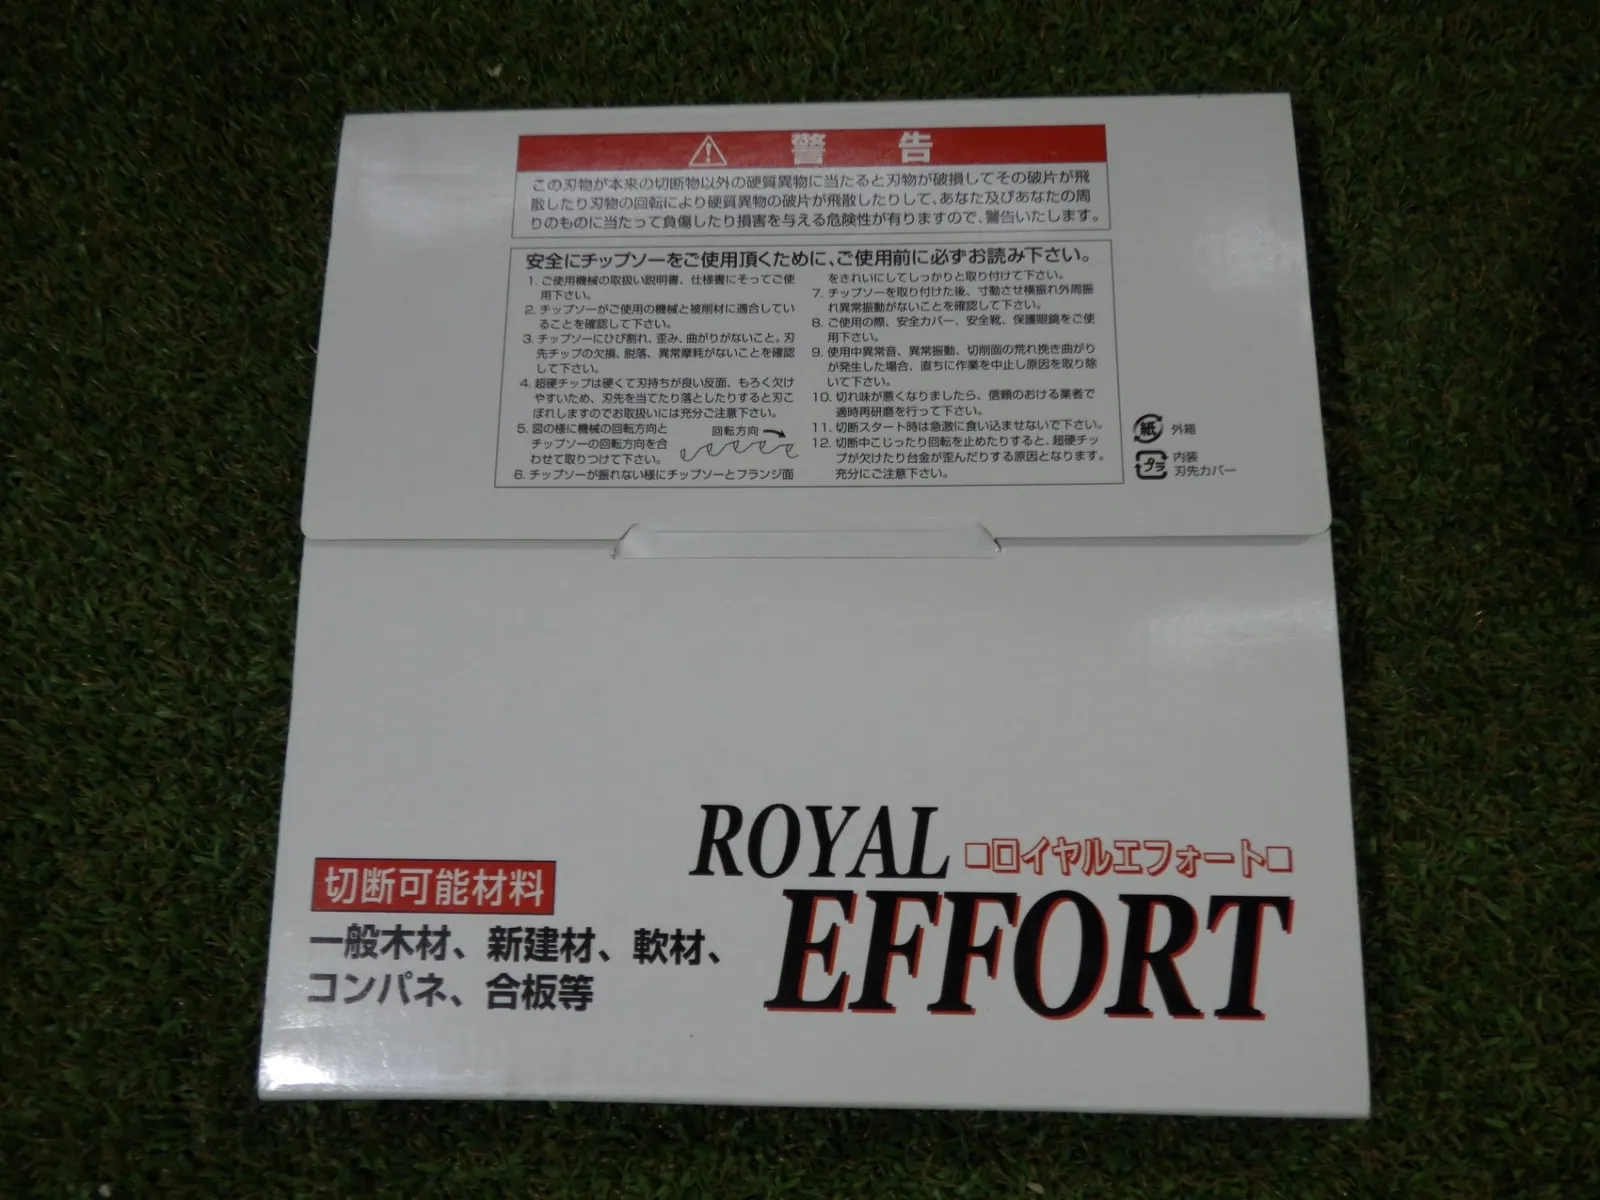 警告
この刃物が本来の切断物以外の硬質異物に当たると刃物が破損してその破片が飛
散したり刃物の回転により硬質異物の破片が飛散したりして、あなた及びあなたの周
りのものに当たって負傷したり損害を与える危険性が有りますので、警告いたします。
安全にチップソーをご使用頂くために、ご使用前に必ずお読み下さい。
1. ご使用機械の取扱い説明書、仕様書にそってご使
用下さい。
2. チップソーがご使用の機械と被削材に適合してい
ることを確認して下さい。
3. チップソーにひび割れ、歪み、曲がりがないこと。刃
先チップの欠損、脱落、異常摩耗がないことを確認
して下さい。
4. 超硬チップは硬くて刃持ちが良い反面、もろく欠け
やすいため、刃先を当てたり落としたりすると刃こ
ぼれしますのでお取扱いには充分ご注意下さい。
5. 図の様に機械の回転方向と
チップソーの回転方向を合
わせて取りつけて下さい。
回転方向
6. チップソーが振れない様にチップソーとフランジ面
をきれいにしてしっかりと取り付けて下さい。
7. チップソーを取り付けた後、寸動させ横振れ外周振
れ異常振動がないことを確認して下さい。
8. ご使用の際、安全カバー、安全靴、保護眼鏡をご使
用下さい。
9. 使用中異常音、異常振動、切削面の荒れ挽き曲がり
が発生した場合、直ちに作業を中止し原因を取り除
いて下さい。
10. 切れ味が悪くなりましたら、信頼のおける業者で
適時再研磨を行って下さい。
11. 切断スタート時は急激に食い込ませないで下さい。
12. 切断中こじったり回転を止めたりすると、超硬チッ
プが欠けたり台金が歪んだりする原因となります。
充分にご注意下さい。
紙 外箱
プラ 内装
刃先カバー
ROYAL
□ロイヤルエフォート□
EFFORT
切断可能材料
一般木材、新建材、軟材、
コンパネ、合板等